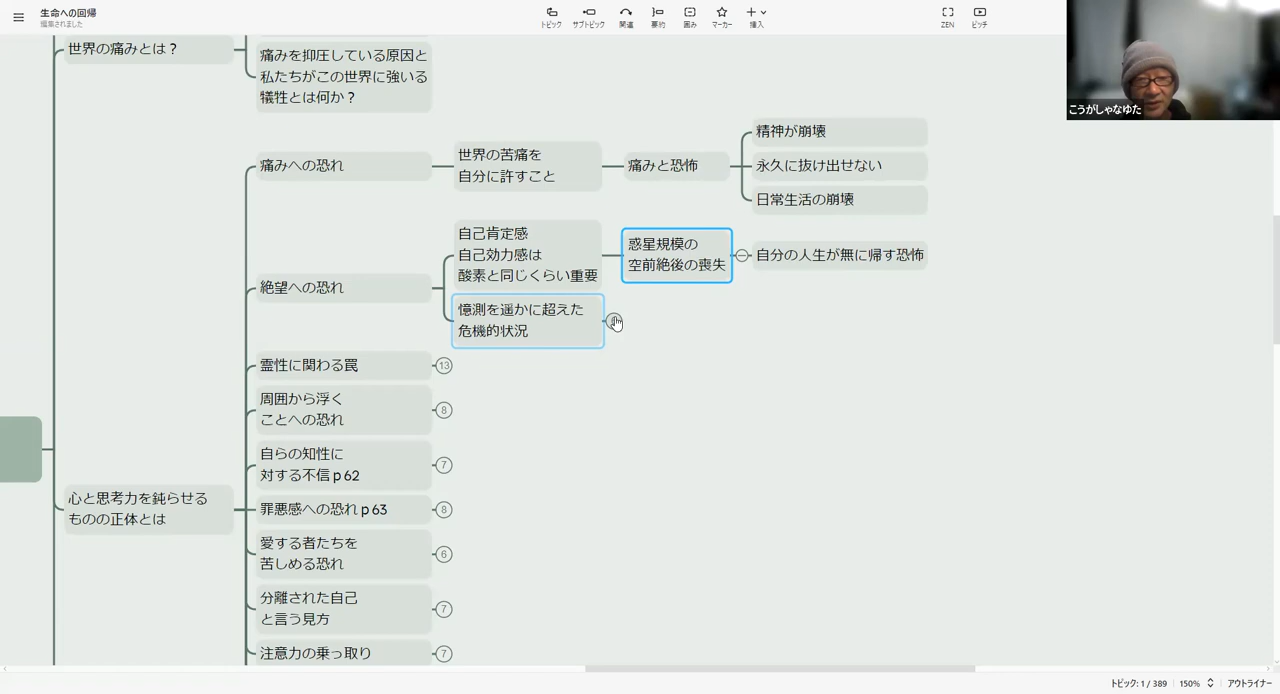 生命への回帰
編集されました
トピック
サブトピック
関連
要約
囲み
マーカー
挿入
ZEN
ピッチ
こうがしゃなゆた
世界の痛みとは？
痛みを抑圧している原因と
私たちがこの世界に強いる
犠牲とは何か？
痛みへの恐れ
世界の苦痛を
自分に許すこと
痛みと恐怖
精神が崩壊
永久に抜け出せない
日常生活の崩壊
絶望への恐れ
自己肯定感
自己効力感は
酸素と同じくらい重要
惑星規模の
空前絶後の喪失
自分の人生が無に帰す恐怖
憶測を遥かに超えた
危機的状況
霊性に関わる罠
13
周囲から浮く
ことへの恐れ
8
自らの知性に
対する不信ｐ62
7
心と思考力を鈍らせる
ものの正体とは
罪悪感への恐れｐ63
8
愛する者たちを
苦しめる恐れ
6
分離された自己
と言う見方
7
注意力の乗っ取り
7
トピック: 1 / 389
150%
アウトライナー